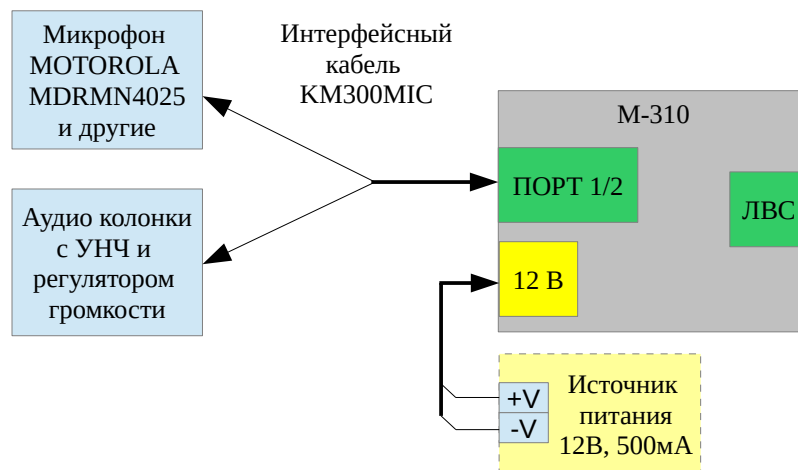 Микрофон
MOTOROLA
MDRMN4025
и другие
Интерфейсный
кабель
KM300MIC
М-310
ПОРТ 1/2
ЛВС
12 В
Аудио колонки
с УНЧ и
регулятором
громкости
+V
-V
Источник
питания
12В, 500мА